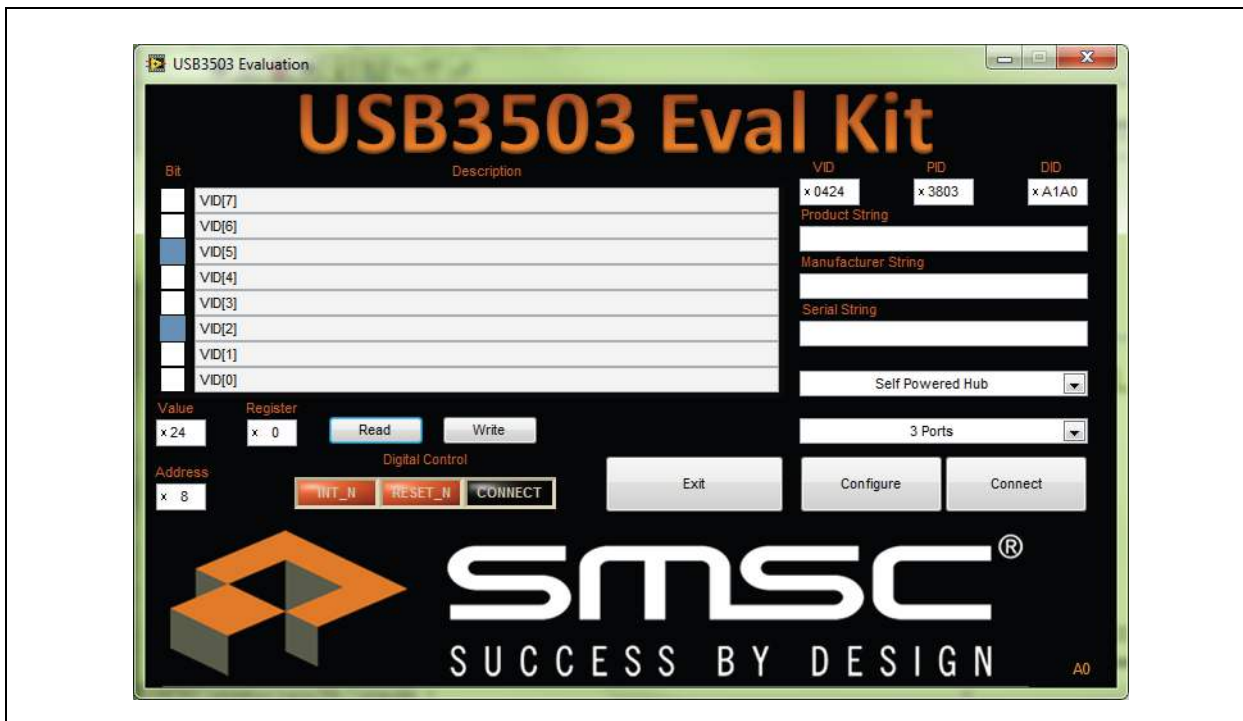 USB3503 Evaluation
USB3503 Eval Kit
Bit Description
VID[7]
VID[6]
VID[5]
VID[4]
VID[3]
VID[2]
VID[1]
VID[0]
Value Register
x 24 x 0 Read Write
Address
x 8
Digital Control
INT_N RESET_N CONNECT
VID PID DID
x 0424 x 3803 x A1A0
Product String
Manufacturer String
Serial String
Self Powered Hub
3 Ports
Exit Configure Connect
smsc®
SUCCESS BY DESIGN
A0